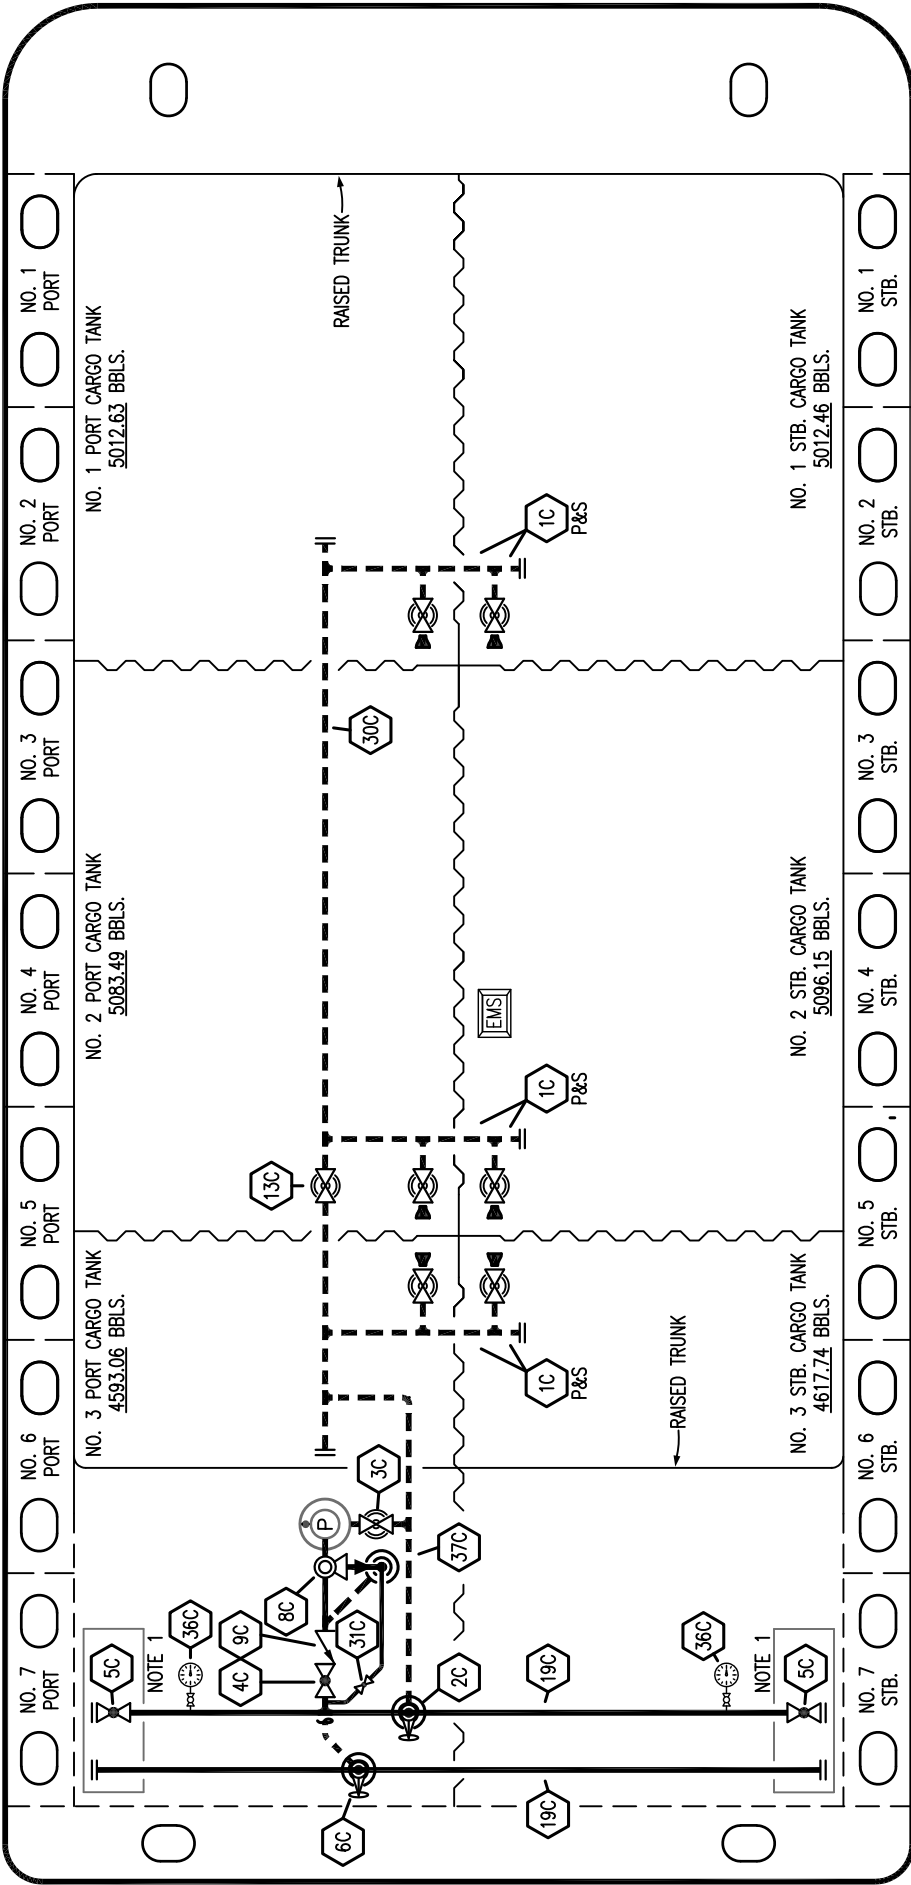 NO. 1
PORT
NO. 2
PORT
NO. 3
PORT
NO. 4
PORT
NO. 5
PORT
NO. 6
PORT
NO. 7
PORT
NO. 1 PORT CARGO TANK
5012.63 BBLS.
NO. 2 PORT CARGO TANK
5083.49 BBLS.
NO. 3 PORT CARGO TANK
4593.06 BBLS.
RAISED TRUNK
30C
13C
1C
P&S
1C
P&S
1C
P&S
EMS
3C
P
37C
8C
9C
31C
4C
36C
5C
NOTE 1
2C
19C
6C
19C
36C
NOTE 1
5C
RAISED TRUNK
NO. 1 STB. CARGO TANK
5012.46 BBLS.
NO. 2 STB. CARGO TANK
5096.15 BBLS.
NO. 3 STB. CARGO TANK
4617.74 BBLS.
NO. 1
STB.
NO. 2
STB.
NO. 3
STB.
NO. 4
STB.
NO. 5
STB.
NO. 6
STB.
NO. 7
STB.